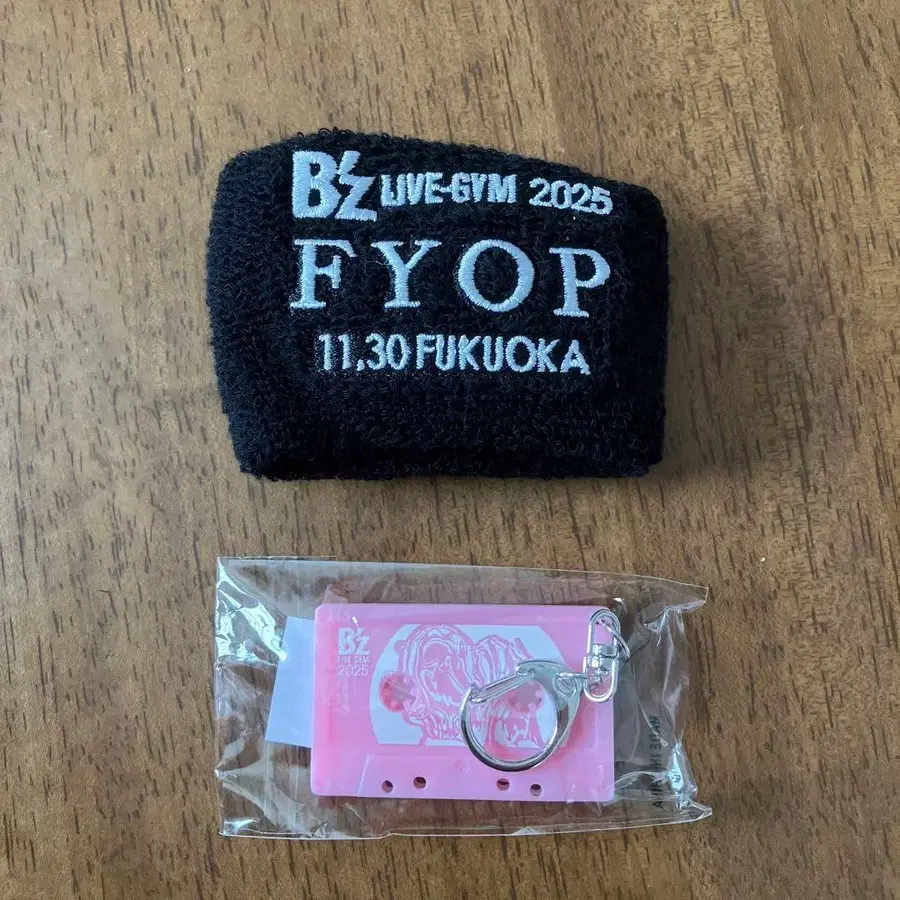 B'z LIVE-GYM 2025
FYOP
11.30 FUKUOKA
B'z
LIVE-GYM
2025